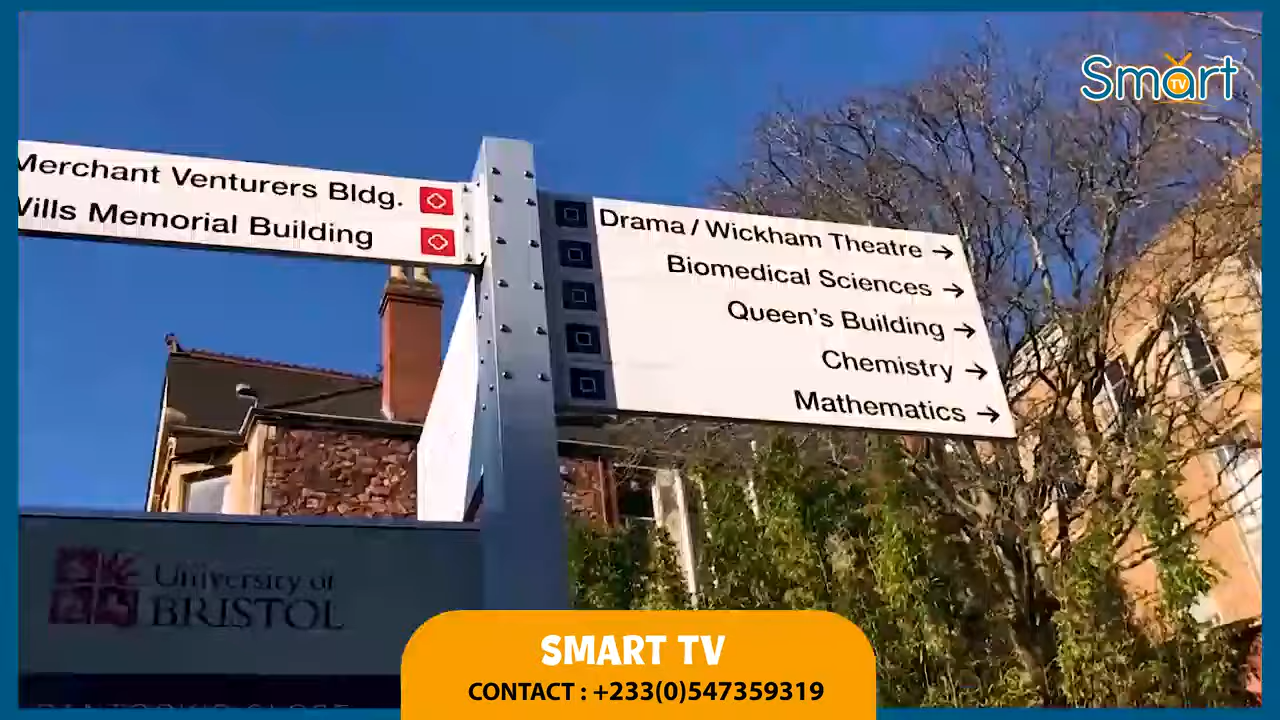 Smart
TV
Merchant Venturers Bldg.
Wills Memorial Building
Drama / Wickham Theatre →
Biomedical Sciences →
Queen's Building →
Chemistry →
Mathematics →
University of
BRISTOL
SMART TV
CONTACT : +233(0)547359319